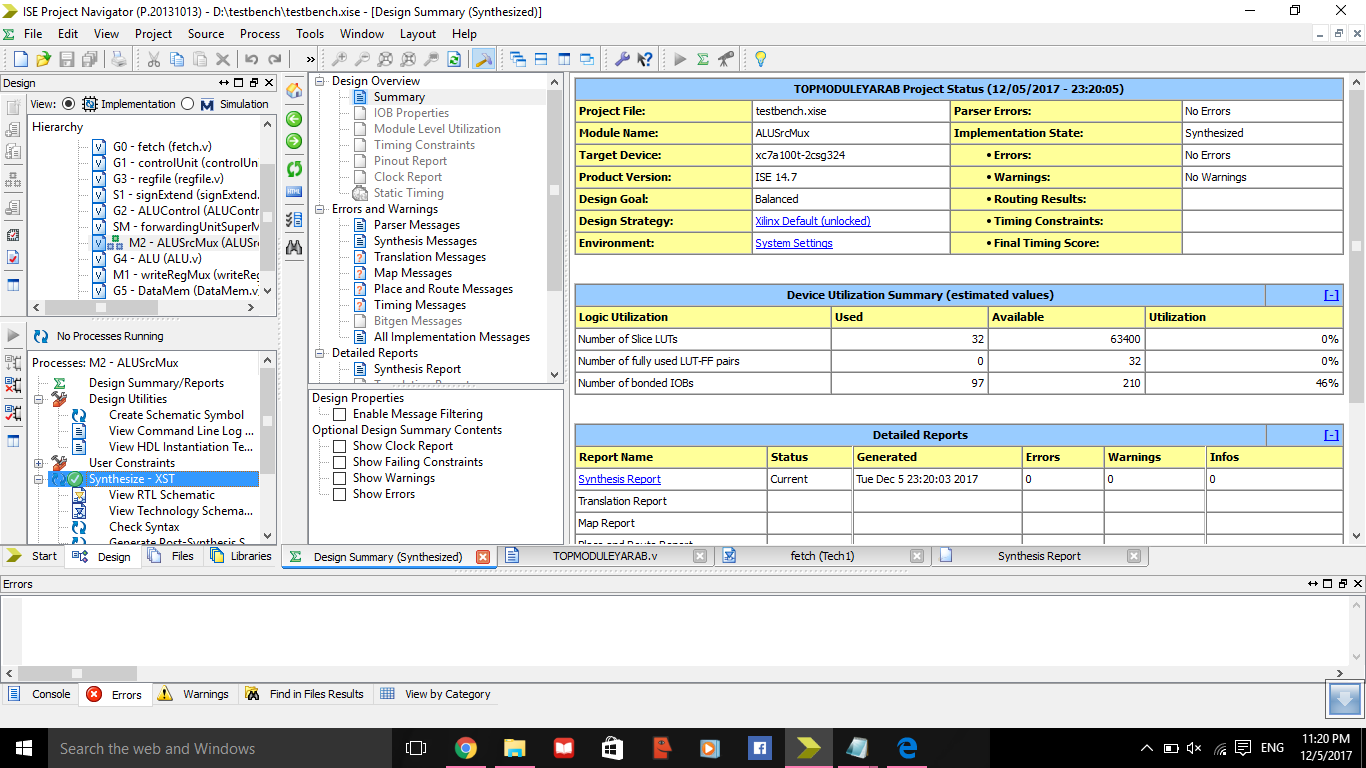 ISE Project Navigator (P.20131013) - D:\testbench\testbench.xise - [Design Summary (Synthesized)]
File Edit View Project Source Process Tools Window Layout Help
»
Design
View: Implementation Simulation
Hierarchy
G0 - fetch (fetch.v)
G1 - controlUnit (controlUn
G3 - regfile (regfile.v)
S1 - signExtend (signExtend.
G2 - ALUControl (ALUContr
SM - forwardingUnitSuperM
M2 - ALUSrcMux (ALUSr
G4 - ALU (ALU.v)
M1 - writeRegMux (writeReg
G5 - DataMem (DataMem.v
No Processes Running
Processes: M2 - ALUSrcMux
Design Summary/Reports
Design Utilities
Create Schematic Symbol
View Command Line Log ...
View HDL Instantiation Te...
User Constraints
Synthesize - XST
View RTL Schematic
View Technology Schema...
Check Syntax
Generate Post-Synthesis S
Start Design Files Libraries
Design Overview
Summary
IOB Properties
Module Level Utilization
Timing Constraints
Pinout Report
Clock Report
Static Timing
Errors and Warnings
Parser Messages
Synthesis Messages
Translation Messages
Map Messages
Place and Route Messages
Timing Messages
Bitgen Messages
All Implementation Messages
Detailed Reports
Synthesis Report
Design Properties
Enable Message Filtering
Optional Design Summary Contents
Show Clock Report
Show Failing Constraints
Show Warnings
Show Errors
TOPMODULEYARAB Project Status (12/05/2017 - 23:20:05)
Project File: testbench.xise Parser Errors: No Errors
Module Name: ALUSrcMux Implementation State: Synthesized
Target Device: xc7a100t-2csg324 • Errors: No Errors
Product Version: ISE 14.7 • Warnings: No Warnings
Design Goal: Balanced • Routing Results:
Design Strategy: Xilinx Default (unlocked) • Timing Constraints:
Environment: System Settings • Final Timing Score:
Device Utilization Summary (estimated values) [-]
Logic Utilization Used Available Utilization
Number of Slice LUTs 32 63400 0%
Number of fully used LUT-FF pairs 0 32 0%
Number of bonded IOBs 97 210 46%
Detailed Reports [-]
Report Name Status Generated Errors Warnings Infos
Synthesis Report Current Tue Dec 5 23:20:03 2017 0 0 0
Translation Report
Map Report
Place and Route Report
Design Summary (Synthesized) TOPMODULEYARAB.v fetch (Tech1) Synthesis Report
Errors
Console Errors Warnings Find in Files Results View by Category
Search the web and Windows
ENG
11:20 PM
12/5/2017